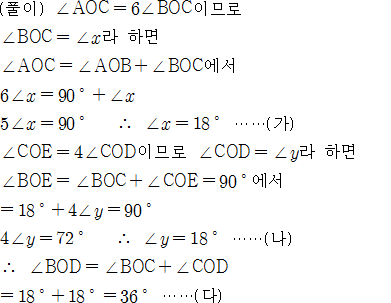 (풀이) ∠AOC=6∠BOC이므로
∠BOC=∠x라 하면
∠AOC=∠AOB+∠BOC에서
6∠x=90°+∠x
5∠x=90° ∴ ∠x=18° ……(가)
∠COE=4∠COD이므로 ∠COD=∠y라 하면
∠BOE=∠BOC+∠COE=90°에서
=18°+4∠y=90°
4∠y=72° ∴ ∠y=18° ……(나)
∴ ∠BOD=∠BOC+∠COD
=18°+18°=36° ……(다)